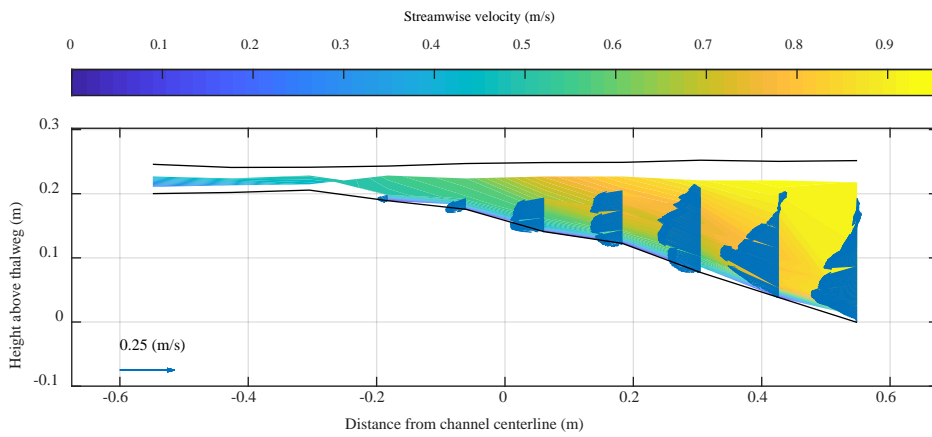 Streamwise velocity (m/s)
0 0.1 0.2 0.3 0.4 0.5 0.6 0.7 0.8 0.9
0.3
0.2
0.1
0
-0.1
Height above thalweg (m)
0.25 (m/s)
-0.6 -0.4 -0.2 0 0.2 0.4 0.6
Distance from channel centerline (m)